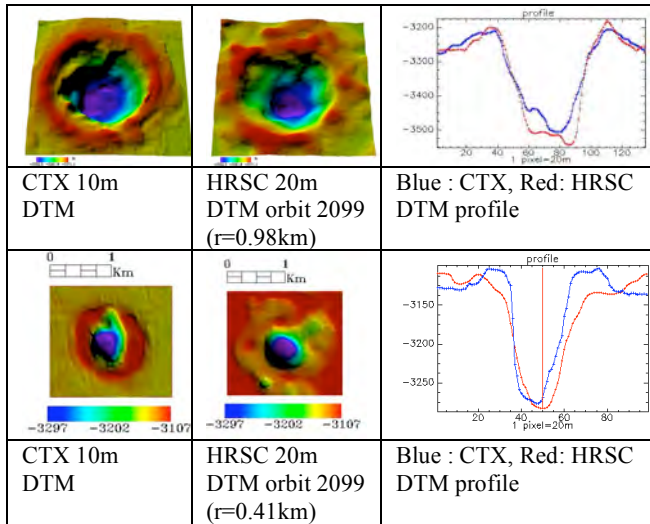 profile
-3200
-3300
-3400
-3500
20 40 60 80 100 120
1 pixel=20m
CTX 10m
DTM
HRSC 20m
DTM orbit 2099
(r=0.98km)
Blue : CTX, Red: HRSC
DTM profile
0 1
Km
0 1
Km
profile
-3150
-3200
-3250
20 40 60 80
1 pixel=20m
-3297 -3202 -3107
-3297 -3202 -3107
CTX 10m
DTM
HRSC 20m
DTM orbit 2099
(r=0.41km)
Blue : CTX, Red: HRSC
DTM profile